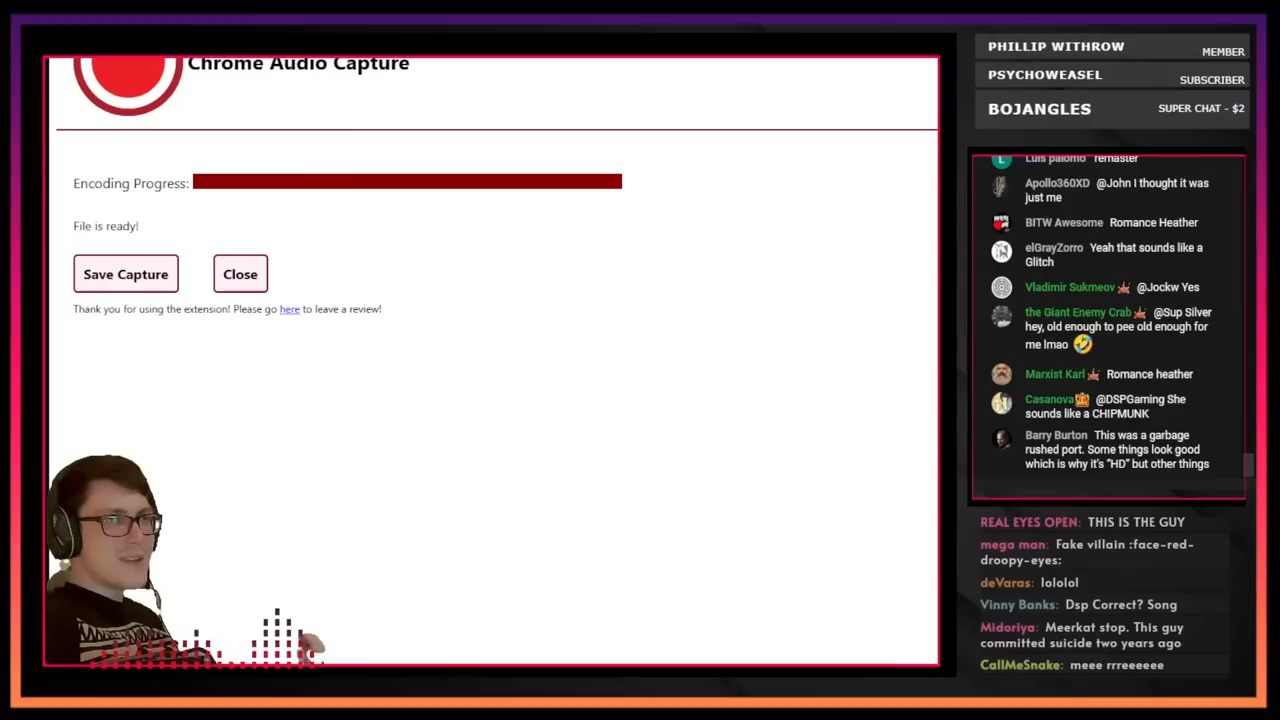 Chrome Audio Capture
Encoding Progress:
File is ready!
Save Capture
Close
Thank you for using the extension! Please go here to leave a review!
PHILLIP WITHROW
MEMBER
PSYCHOWEASEL
SUBSCRIBER
BOJANGLES
SUPER CHAT - $2
L
Luis palomo remaster
Apollo360XD @John I thought it was
just me
BITW Awesome Romance Heather
elGrayZorro Yeah that sounds like a
Glitch
Vladimir Sukmeov @Jockw Yes
the Giant Enemy Crab @Sup Silver
hey, old enough to pee old enough for
me lmao
Marxist Karl Romance heather
Casanova @DSPGaming She
sounds like a CHIPMUNK
Barry Burton This was a garbage
rushed port. Some things look good
which is why it's "HD" but other things
REAL EYES OPEN: THIS IS THE GUY
mega man: Fake villain :face-red-
droopy-eyes:
deVaras: lololol
Vinny Banks: Dsp Correct? Song
Midoriya: Meerkat stop. This guy
committed suicide two years ago
CallMeSnake: meee rrreeeeee